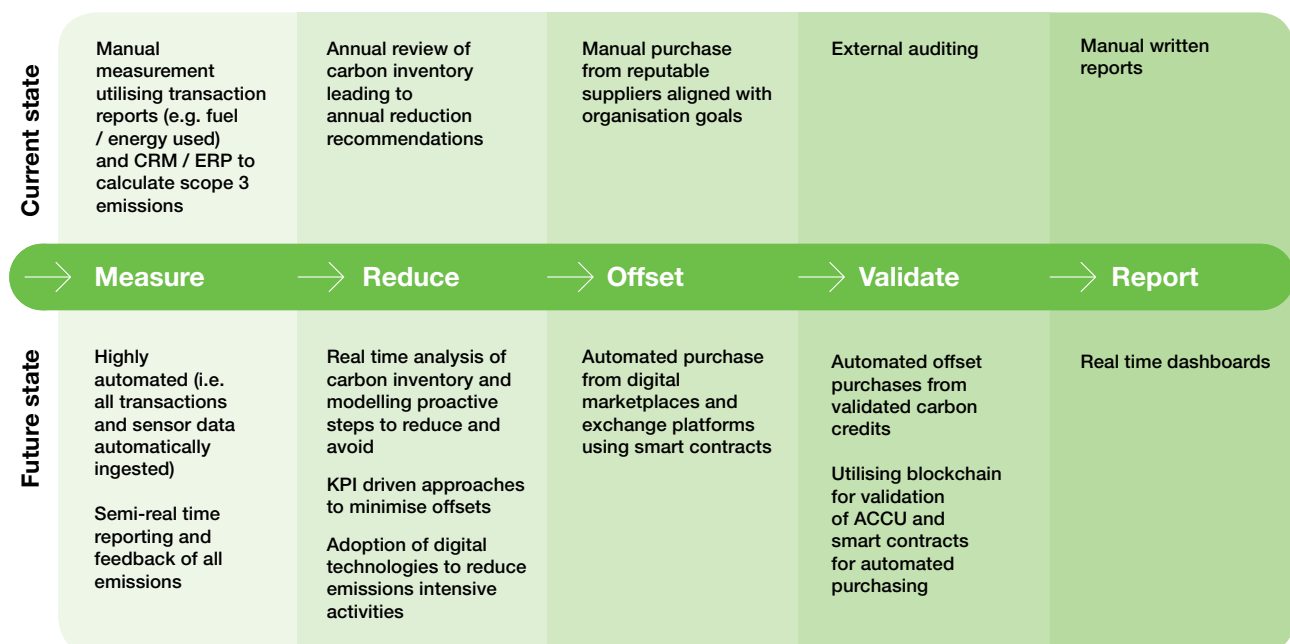 Current state
Manual
measurement
utilising transaction
reports (e.g. fuel
/ energy used)
and CRM / ERP to
calculate scope 3
emissions
Annual review of
carbon inventory
leading to
annual reduction
recommendations
Manual purchase
from reputable
suppliers aligned with
organisation goals
External auditing
Manual written
reports
Measure
Reduce
Offset
Validate
Report
Future state
Highly
automated (i.e.
all transactions
and sensor data
automatically
ingested)
Semi-real time
reporting and
feedback of all
emissions
Real time analysis of
carbon inventory and
modelling proactive
steps to reduce and
avoid
KPI driven approaches
to minimise offsets
Adoption of digital
technologies to reduce
emissions intensive
activities
Automated purchase
from digital
marketplaces and
exchange platforms
using smart contracts
Automated offset
purchases from
validated carbon
credits
Utilising blockchain
for validation
of ACCU and
smart contracts
for automated
purchasing
Real time dashboards